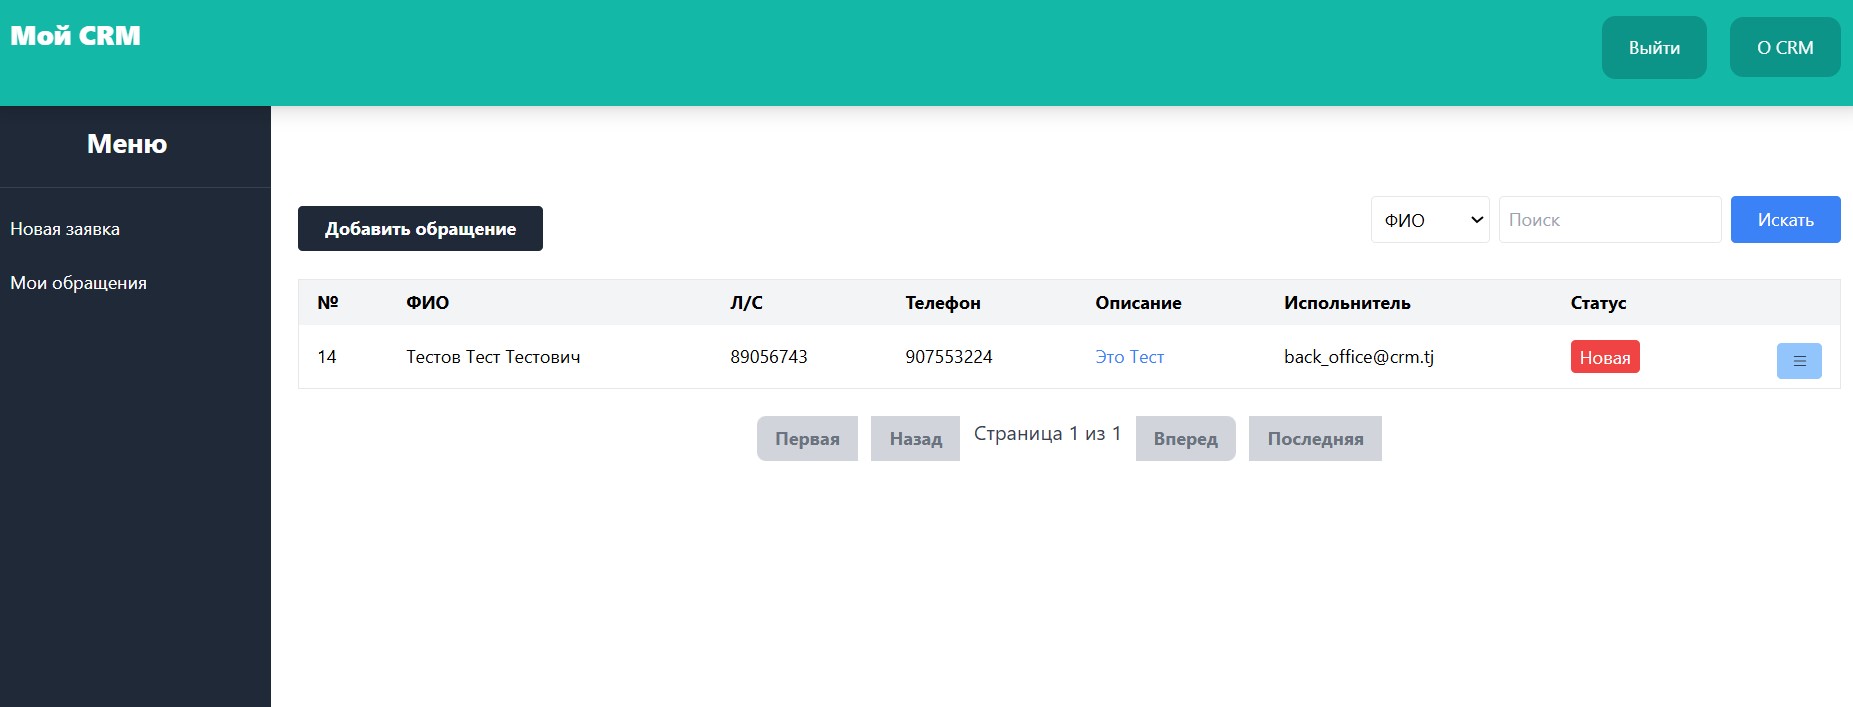 Мой CRM
Выйти
О CRM
Меню
Новая заявка
Мои обращения
Добавить обращение
ФИО
Поиск
Искать
№ ФИО Л/С Телефон Описание Испольнитель Статус
14 Тестов Тест Тестович 89056743 907553224 Это Тест back_office@crm.tj Новая
Первая Назад Страница 1 из 1 Вперед Последняя